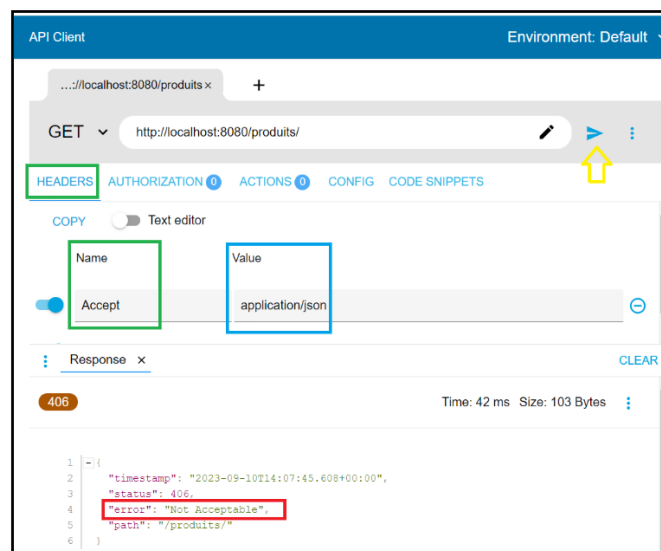 API Client Environment: Default
...://localhost:8080/produits × +
GET http://localhost:8080/produits/
HEADERS AUTHORIZATION 0 ACTIONS 0 CONFIG CODE SNIPPETS
COPY Text editor
Name Value
Accept application/json
Response × CLEAR
406 Time: 42 ms Size: 103 Bytes
1 {
2 "timestamp": "2023-09-10T14:07:45.608+00:00",
3 "status": 406,
4 "error": "Not Acceptable",
5 "path": "/produits/"
6 }